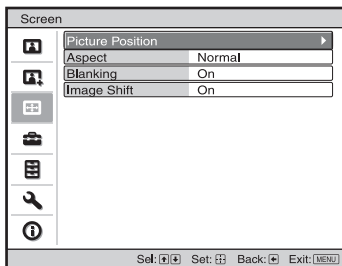 Screen
Picture Position
Aspect Normal
Blanking On
Image Shift On
Sel: Set: Back: Exit: MENU